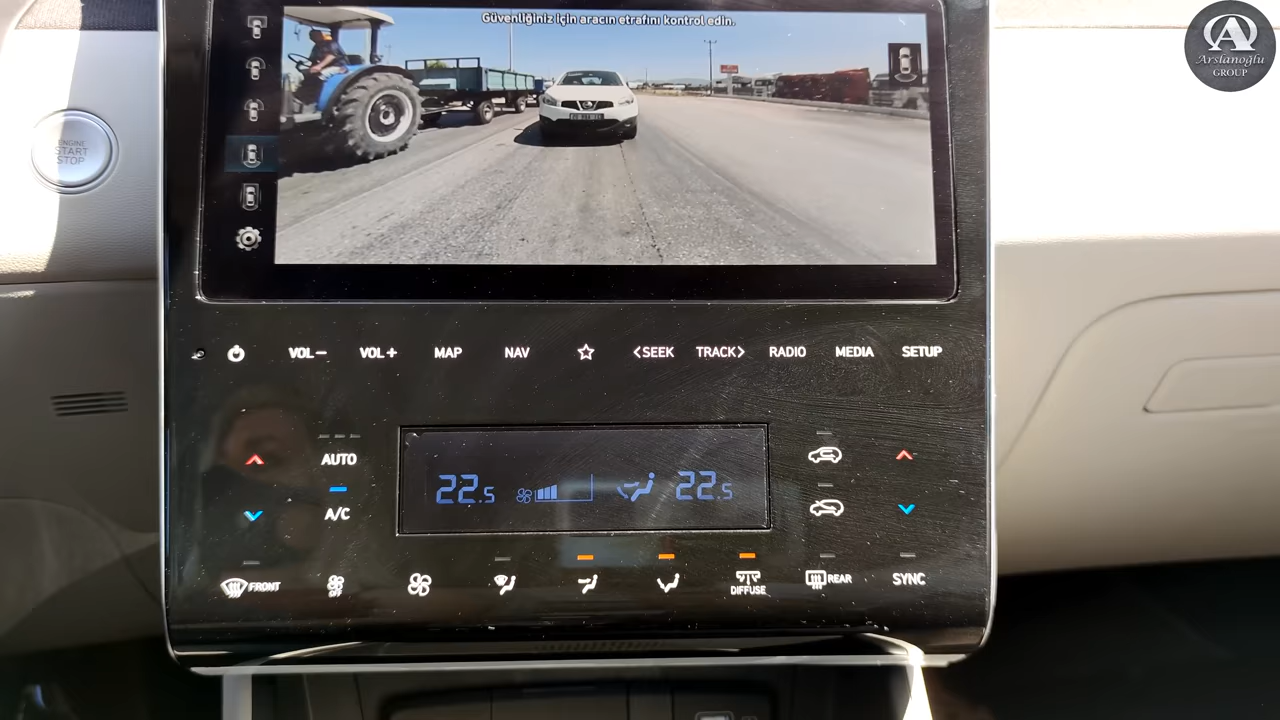 Güvenliğiniz için aracın etrafını kontrol edin.
A
Arslanoğlu
GROUP
ENGINE
START
STOP
VOL− VOL+ MAP NAV <SEEK TRACK> RADIO MEDIA SETUP
AUTO
22.5 22.5
A/C
FRONT OFF DIFFUSE REAR SYNC